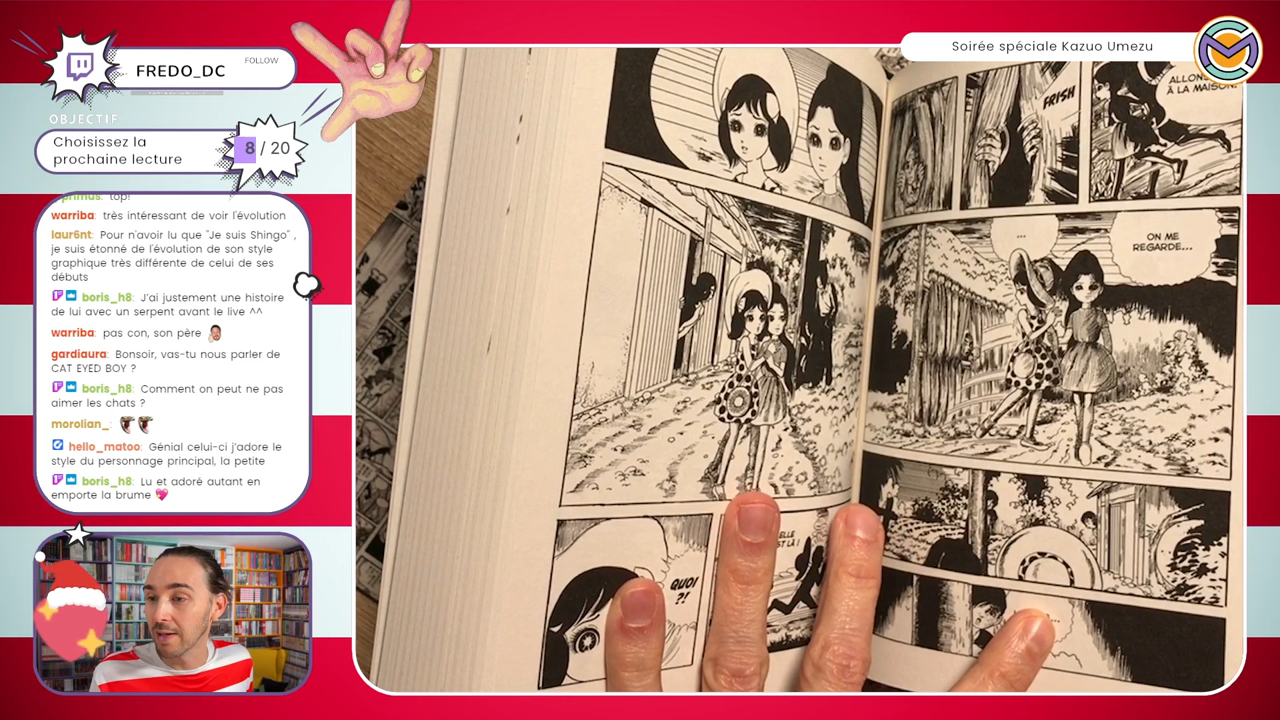 FREDO_DC
FOLLOW
OBJECTIF
Choisissez la
prochaine lecture
8 / 20
primus: top!
warriba: très intéressant de voir l'évolution
laur6nt: Pour n'avoir lu que "Je suis Shingo" ,
je suis étonné de l'évolution de son style
graphique très différente de celui de ses
débuts
boris_h8: J'ai justement une histoire
de lui avec un serpent avant le live ^^
warriba: pas con, son père
gardiaura: Bonsoir, vas-tu nous parler de
CAT EYED BOY ?
boris_h8: Comment on peut ne pas
aimer les chats ?
morolian_:
hello_matoo: Génial celui-ci j'adore le
style du personnage principal, la petite
boris_h8: Lu et adoré autant en
emporte la brume
Soirée spéciale Kazuo Umezu
FRISH
À LA MAISON!
...
ON ME
REGARDE...
QUOI
?!